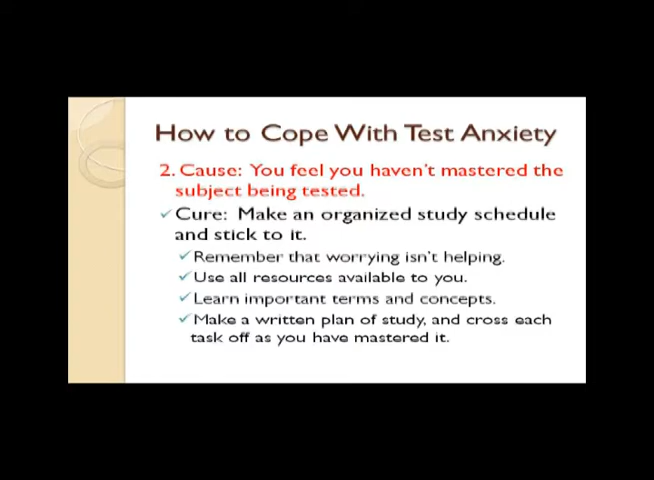 How to Cope With Test Anxiety
2. Cause: You feel you haven't mastered the
subject being tested.
Cure: Make an organized study schedule
and stick to it.
Remember that worrying isn't helping.
Use all resources available to you.
Learn important terms and concepts.
Make a written plan of study, and cross each
task off as you have mastered it.